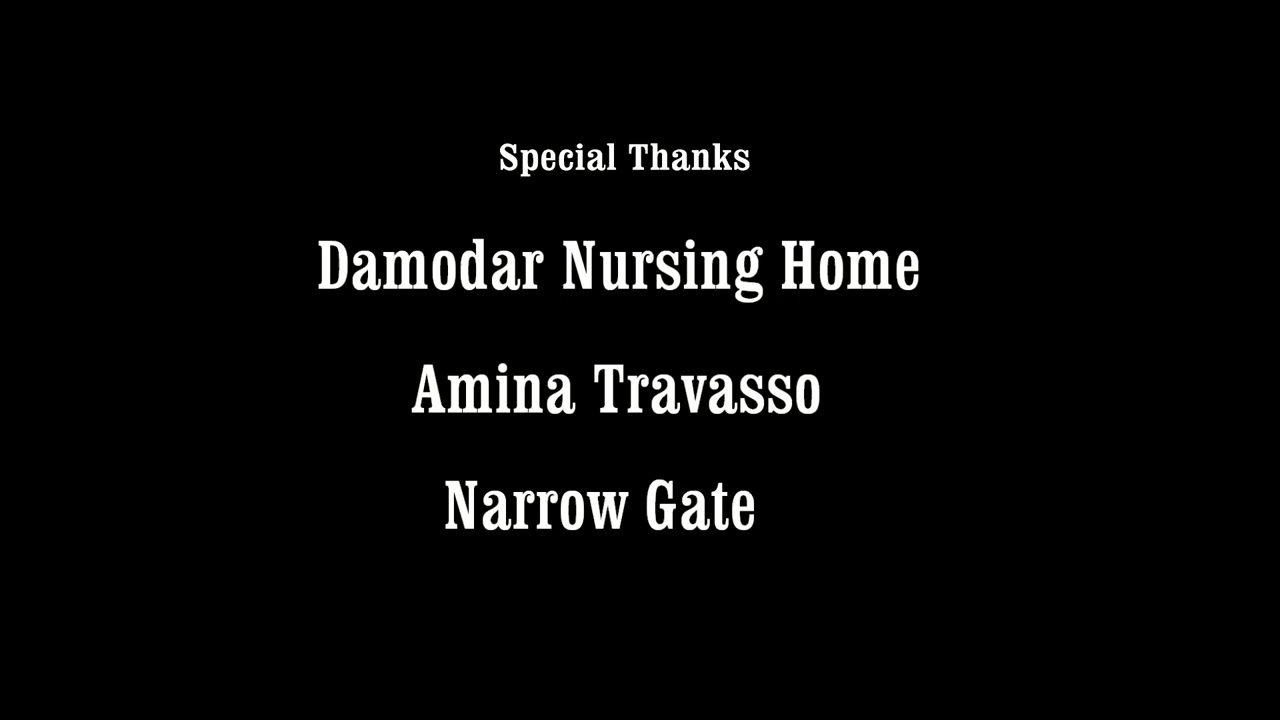 Special Thanks
Damodar Nursing Home
Amina Travasso
Narrow Gate